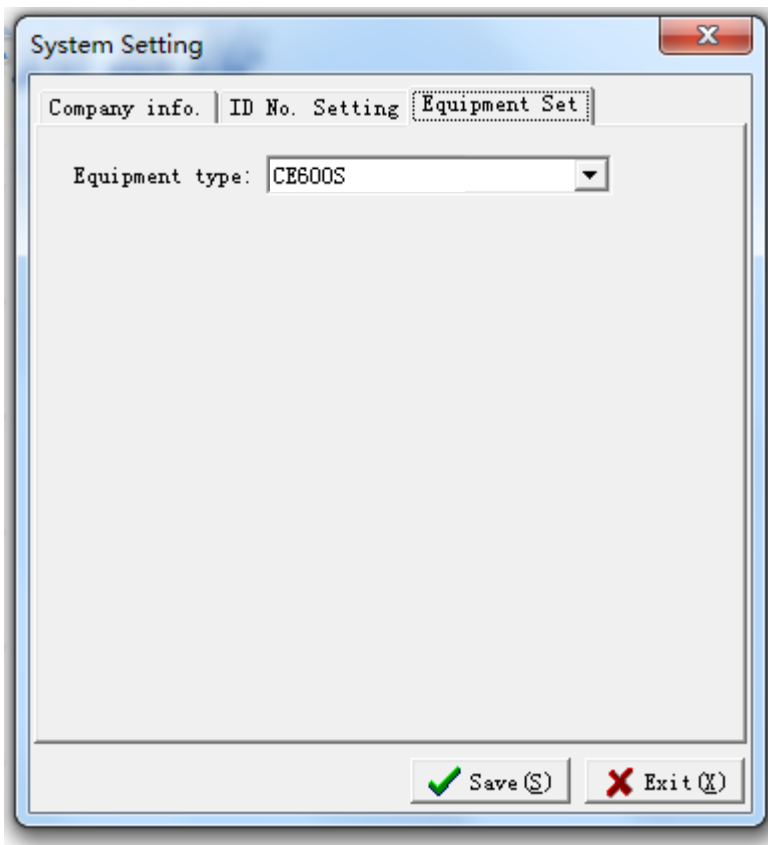 System Setting
Company info. ID No. Setting Equipment Set
Equipment type: CE600S
Save(S) Exit(X)